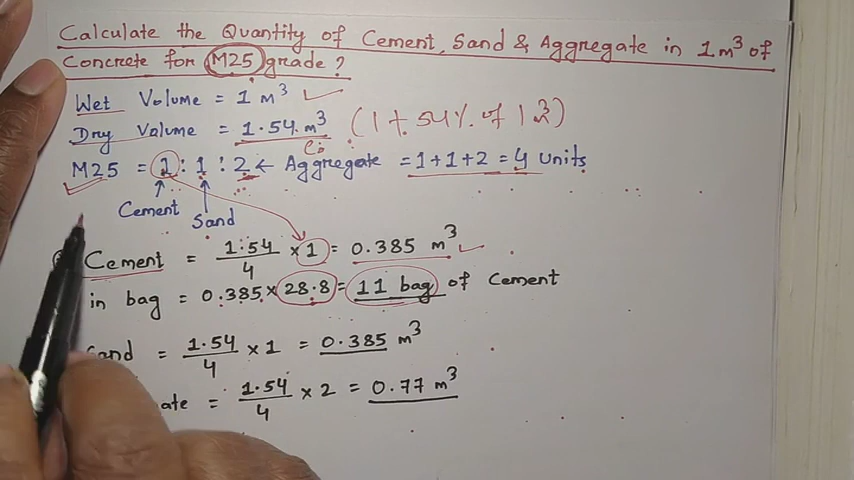 Calculate the Quantity of Cement, Sand & Aggregate in 1m³ of
Concrete for M25 grade?
Wet Volume = 1 m³
Dry Volume = 1.54 m³ (1 + 54% of 1
M25 = 1 : 1 : 2 ← Aggregate = 1+1+2 = 4 Units
Cement Sand
Cement = 1.54/4 × 1 = 0.385 m³
in bag = 0.385 × 28.8 = 11 bag of Cement
Sand = 1.54/4 × 1 = 0.385 m³
ate = 1.54/4 × 2 = 0.77 m³